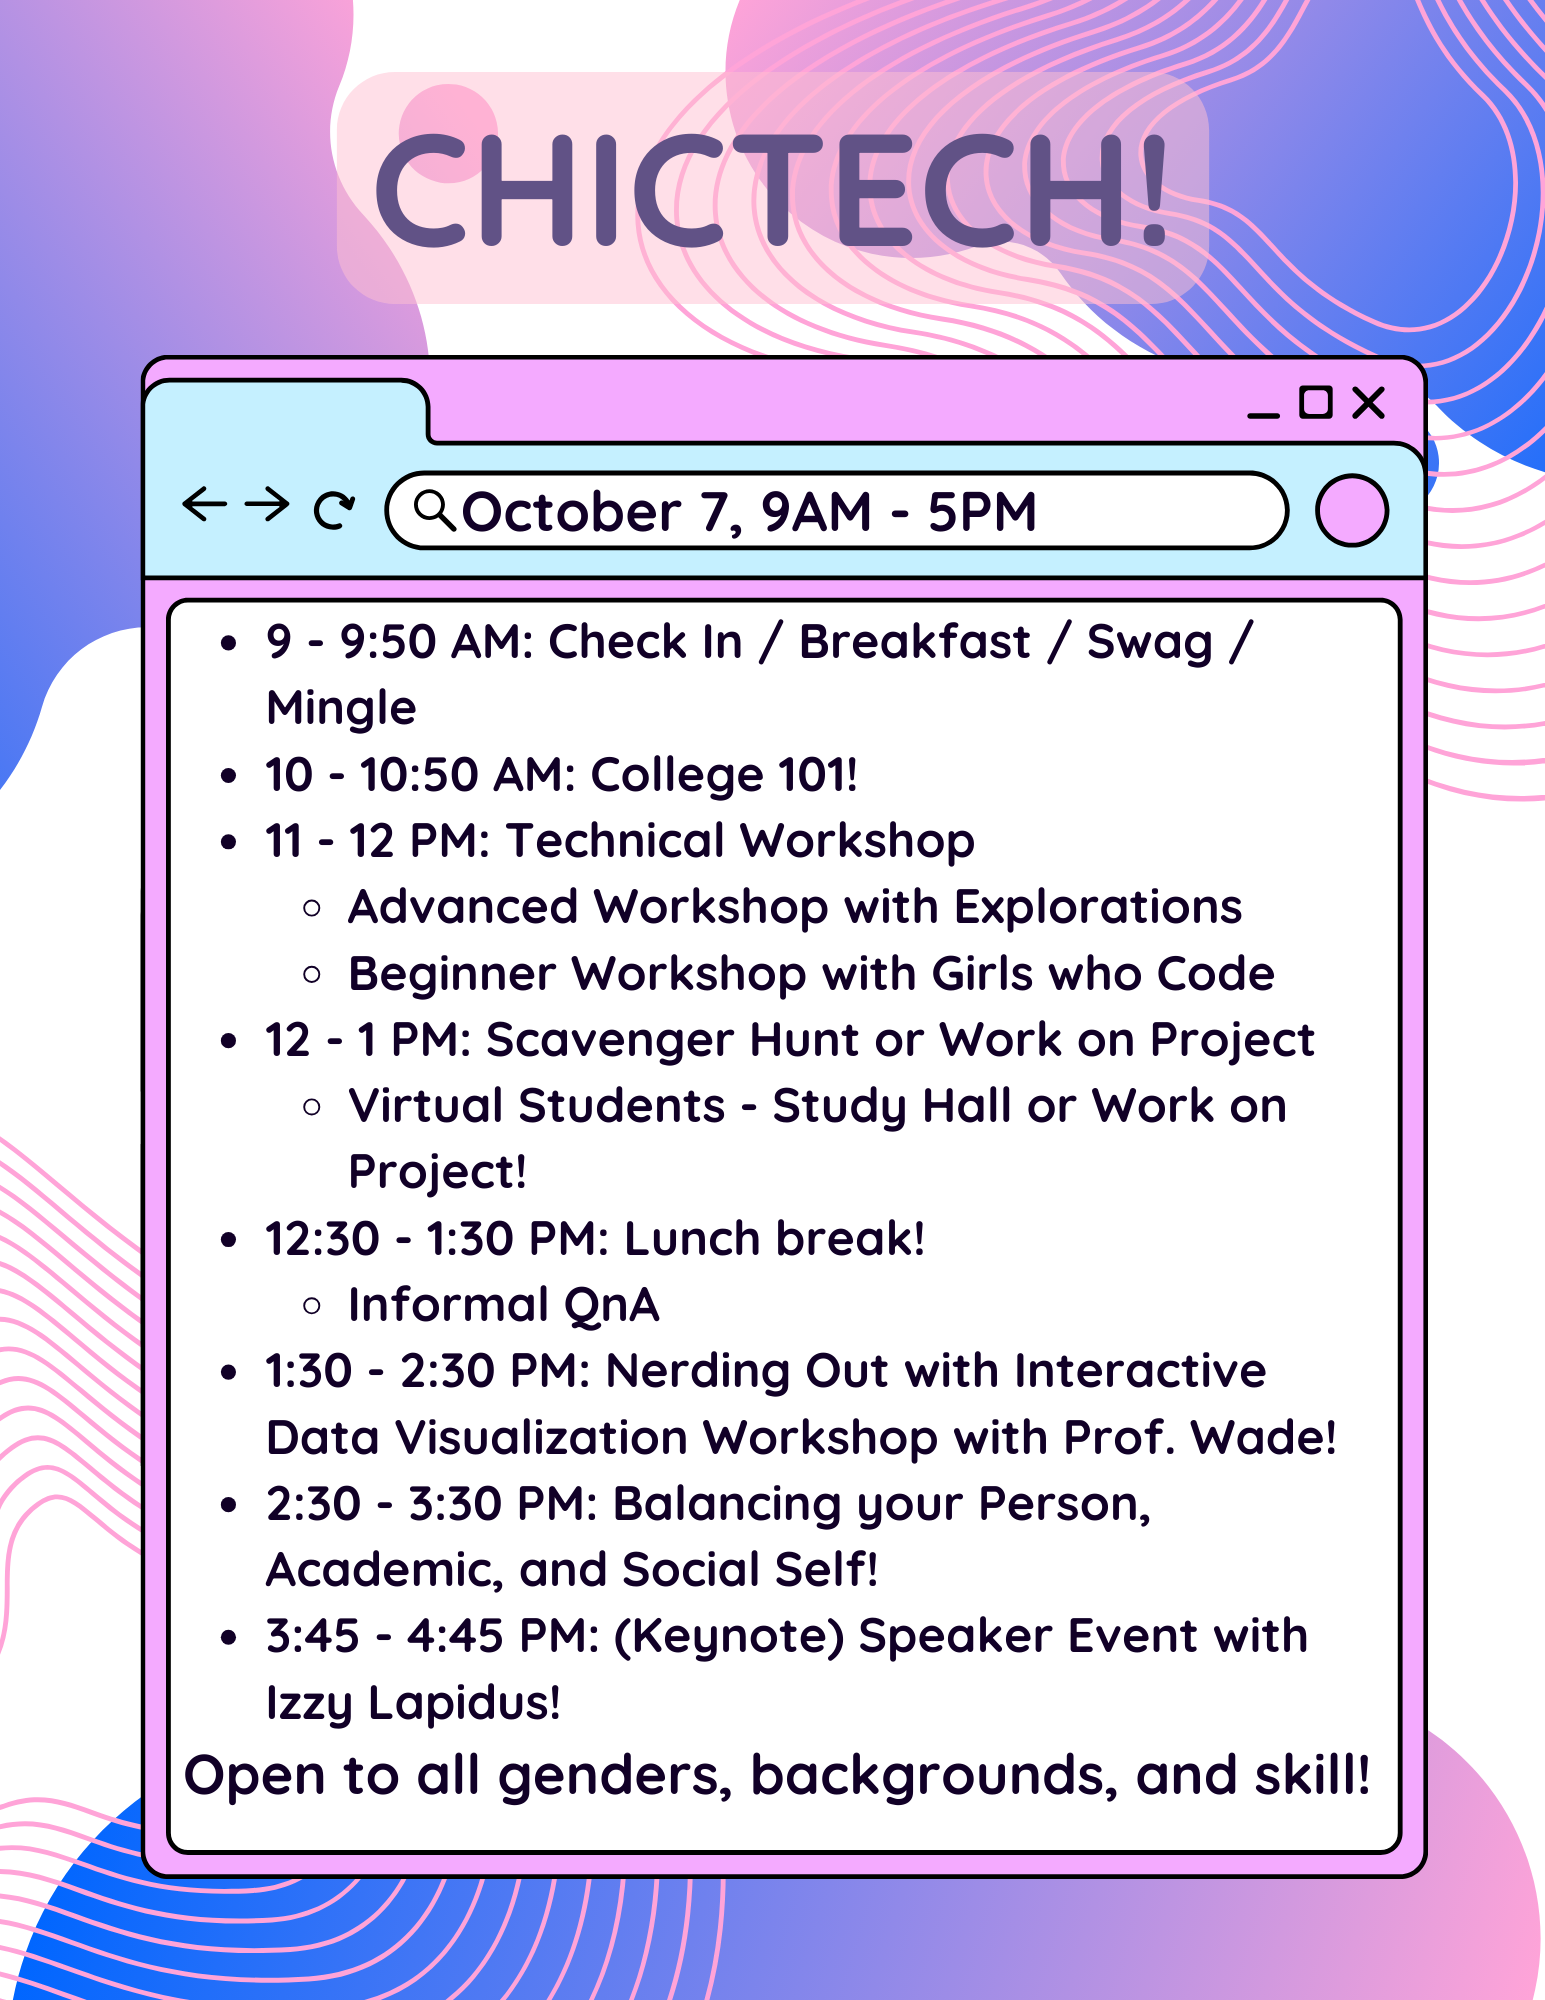 CHICTECH!
October 7, 9AM - 5PM
• 9 - 9:50 AM: Check In / Breakfast / Swag /
Mingle
• 10 - 10:50 AM: College 101!
• 11 - 12 PM: Technical Workshop
◦ Advanced Workshop with Explorations
◦ Beginner Workshop with Girls who Code
• 12 - 1 PM: Scavenger Hunt or Work on Project
◦ Virtual Students - Study Hall or Work on
Project!
• 12:30 - 1:30 PM: Lunch break!
◦ Informal QnA
• 1:30 - 2:30 PM: Nerding Out with Interactive
Data Visualization Workshop with Prof. Wade!
• 2:30 - 3:30 PM: Balancing your Person,
Academic, and Social Self!
• 3:45 - 4:45 PM: (Keynote) Speaker Event with
Izzy Lapidus!
Open to all genders, backgrounds, and skill!